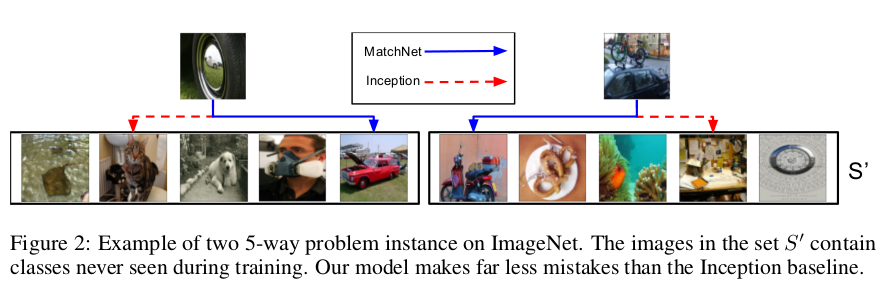 MatchNet
Inception
S’
Figure 2: Example of two 5-way problem instance on ImageNet. The images in the set S′ contain
classes never seen during training. Our model makes far less mistakes than the Inception baseline.